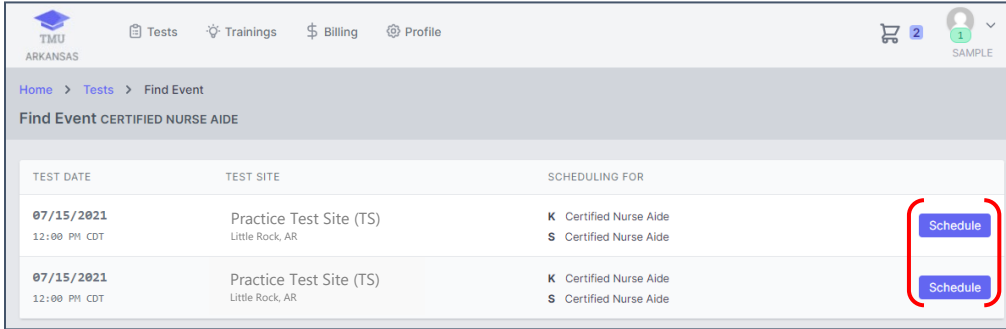 TMU
ARKANSAS
Tests Trainings Billing Profile
2
1
SAMPLE
Home > Tests > Find Event
Find Event CERTIFIED NURSE AIDE
TEST DATE TEST SITE SCHEDULING FOR
07/15/2021 Practice Test Site (TS) K Certified Nurse Aide
12:00 PM CDT Little Rock, AR S Certified Nurse Aide
Schedule
07/15/2021 Practice Test Site (TS) K Certified Nurse Aide
12:00 PM CDT Little Rock, AR S Certified Nurse Aide
Schedule